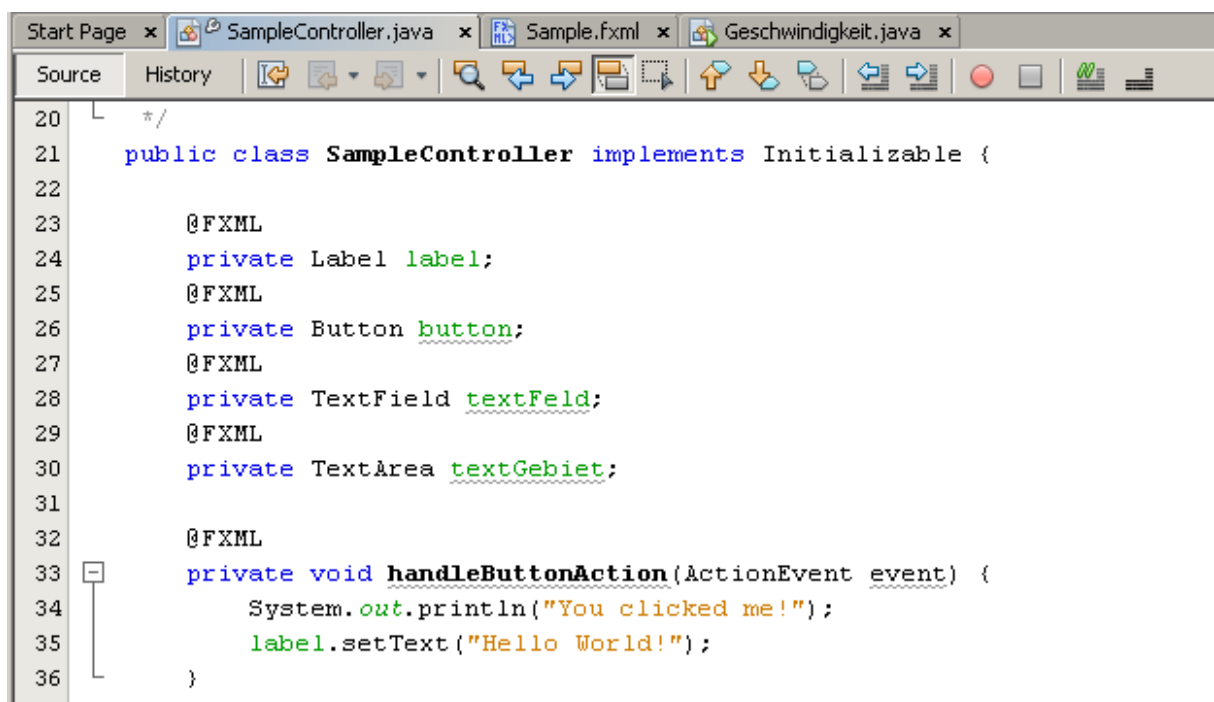 Start Page SampleController.java Sample.fxml Geschwindigkeit.java
Source History
20 */
21 public class SampleController implements Initializable {
22
23 @FXML
24 private Label label;
25 @FXML
26 private Button button;
27 @FXML
28 private TextField textFeld;
29 @FXML
30 private TextArea textGebiet;
31
32 @FXML
33 private void handleButtonAction(ActionEvent event) {
34 System.out.println("You clicked me!");
35 label.setText("Hello World!");
36 }